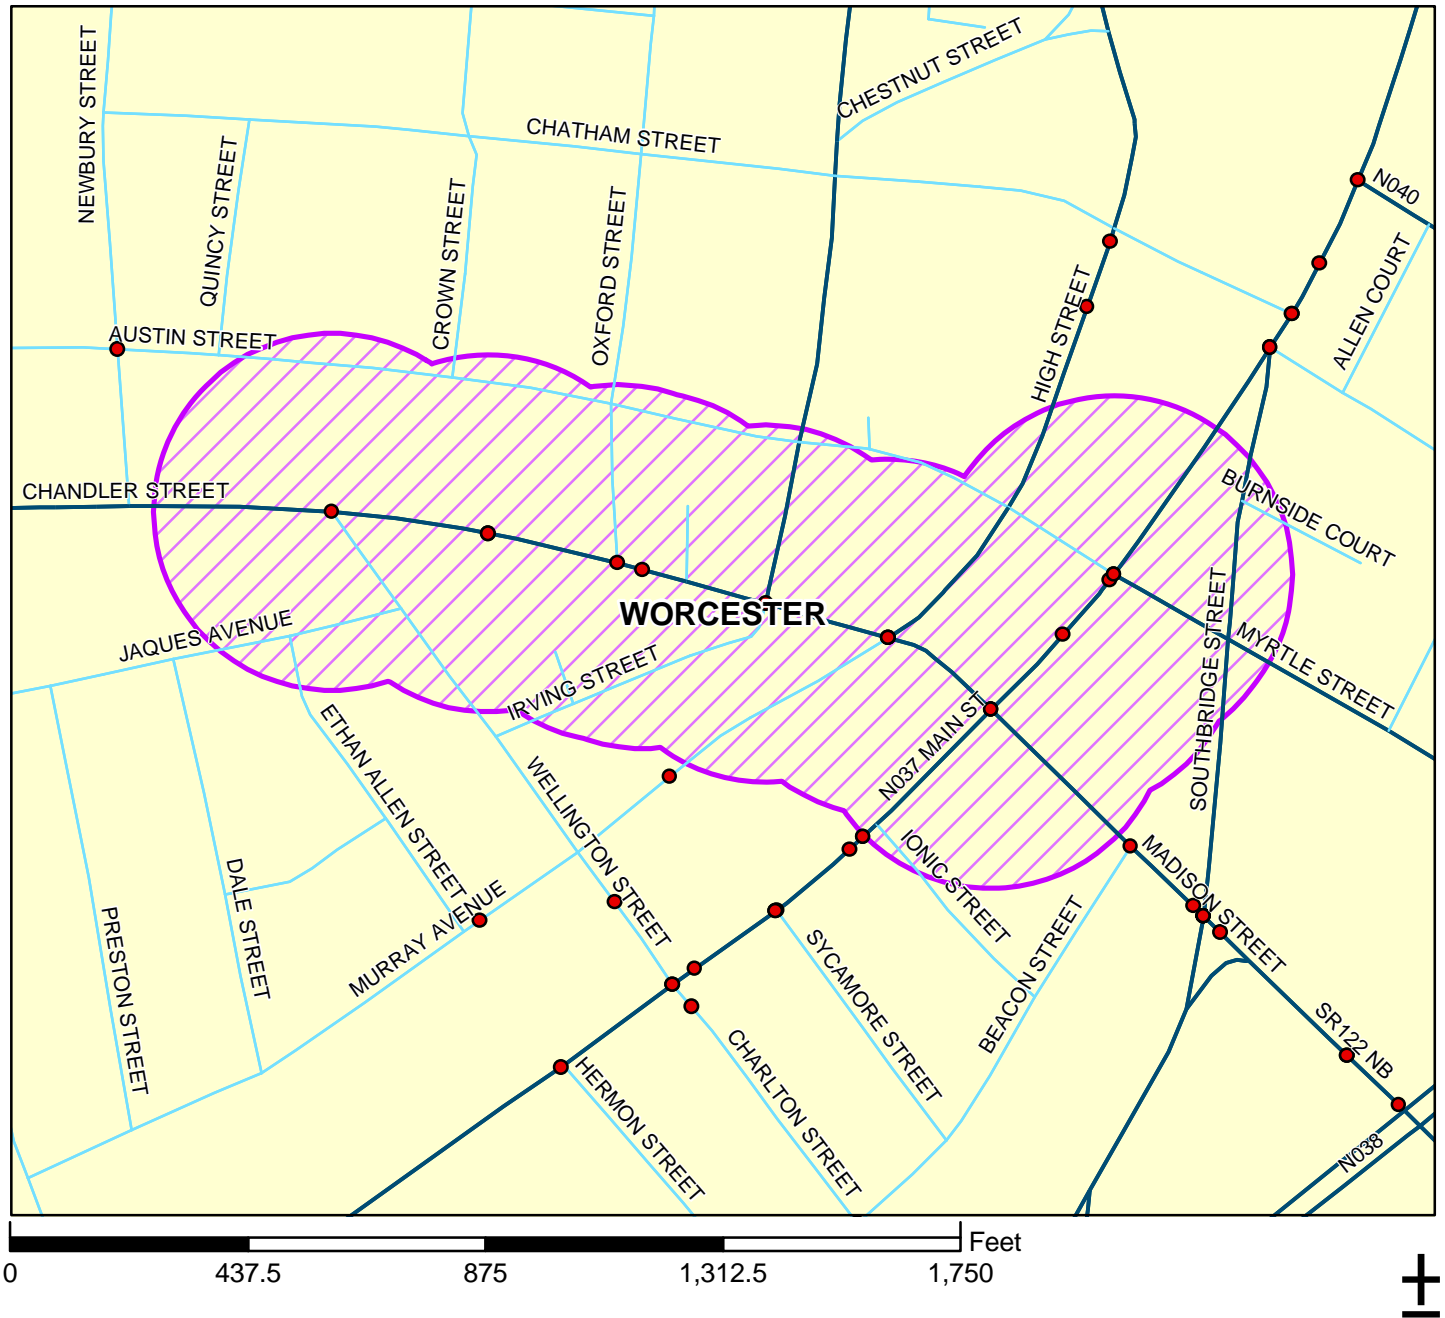 NEWBURY STREET
CHESTNUT STREET
CHATHAM STREET
QUINCY STREET
CROWN STREET
OXFORD STREET
N040
ALLEN COURT
HIGH STREET
AUSTIN STREET
CHANDLER STREET
BURNSIDE COURT
WORCESTER
JAQUES AVENUE
IRVING STREET
MYRTLE STREET
SOUTHBRIDGE STREET
N037 MAIN ST
ETHAN ALLEN STREET
WELLINGTON STREET
IONIC STREET
MADISON STREET
DALE STREET
PRESTON STREET
MURRAY AVENUE
SYCAMORE STREET
BEACON STREET
SR122 NB
CHARLTON STREET
HERMON STREET
N038
Feet
0 437.5 875 1,312.5 1,750